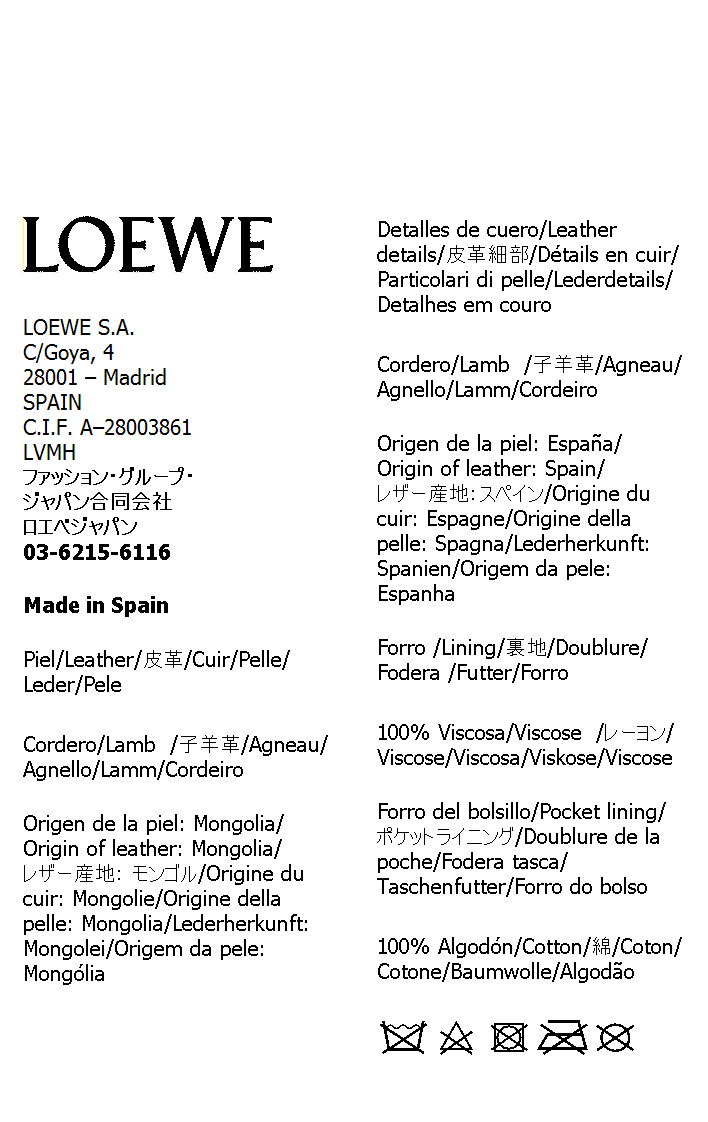 LOEWE
LOEWE S.A.
C/Goya, 4
28001 – Madrid
SPAIN
C.I.F. A–28003861
LVMH
ファッション・グループ・
ジャパン合同会社
ロエベジャパン
03-6215-6116
Made in Spain
Piel/Leather/皮革/Cuir/Pelle/
Leder/Pele
Cordero/Lamb /子羊革/Agneau/
Agnello/Lamm/Cordeiro
Origen de la piel: Mongolia/
Origin of leather: Mongolia/
レザー産地: モンゴル/Origine du
cuir: Mongolie/Origine della
pelle: Mongolia/Lederherkunft:
Mongolei/Origem da pele:
Mongólia
Detalles de cuero/Leather
details/皮革細部/Détails en cuir/
Particolari di pelle/Lederdetails/
Detalhes em couro
Cordero/Lamb /子羊革/Agneau/
Agnello/Lamm/Cordeiro
Origen de la piel: España/
Origin of leather: Spain/
レザー産地: スペイン/Origine du
cuir: Espagne/Origine della
pelle: Spagna/Lederherkunft:
Spanien/Origem da pele:
Espanha
Forro /Lining/裏地/Doublure/
Fodera /Futter/Forro
100% Viscosa/Viscose /レーヨン/
Viscose/Viscosa/Viskose/Viscose
Forro del bolsillo/Pocket lining/
ポケットライニング/Doublure de la
poche/Fodera tasca/
Taschenfutter/Forro do bolso
100% Algodón/Cotton/綿/Coton/
Cotone/Baumwolle/Algodão